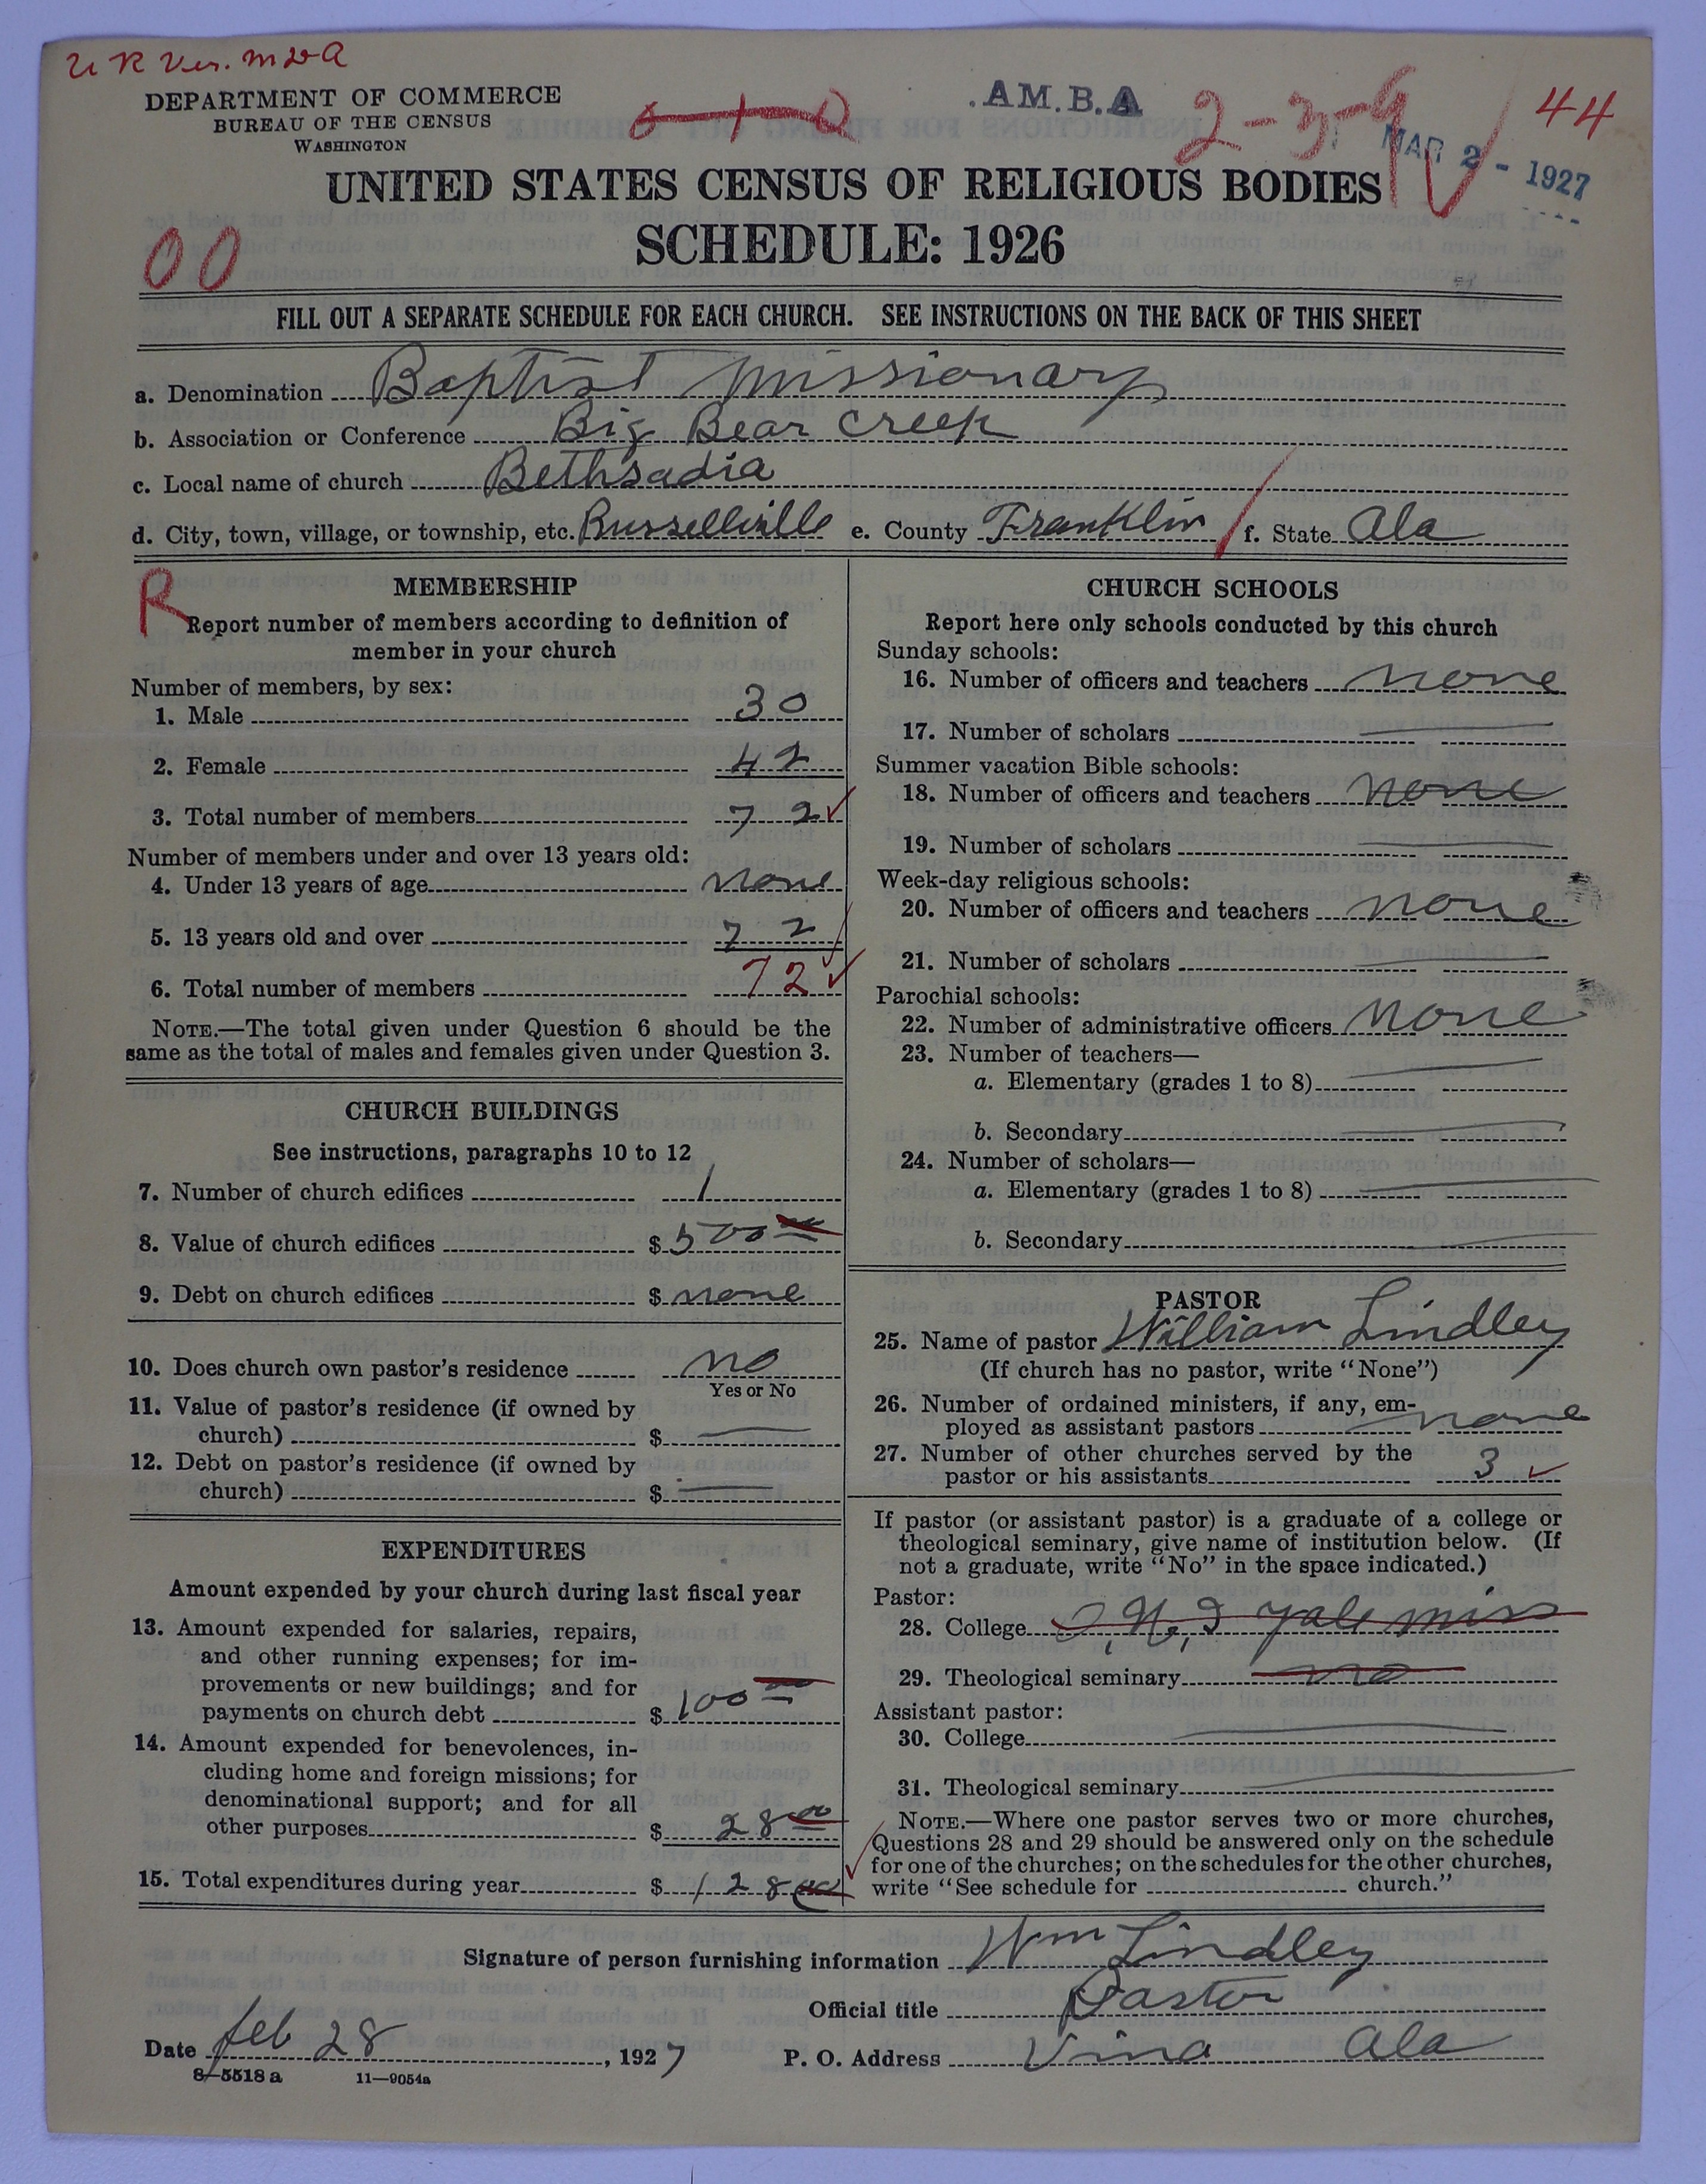 U R Ver. M D A
DEPARTMENT OF COMMERCE
BUREAU OF THE CENSUS
WASHINGTON
.A.M.B.A
2-3-9
44
MAR 2 - 1927
UNITED STATES CENSUS OF RELIGIOUS BODIES
SCHEDULE: 1926
00
FILL OUT A SEPARATE SCHEDULE FOR EACH CHURCH. SEE INSTRUCTIONS ON THE BACK OF THIS SHEET
a. Denomination Baptist Missionary
b. Association or Conference Big Bear Creek
c. Local name of church Bethsadia
d. City, town, village, or township, etc. Russellville e. County Franklin f. State Ala
R
MEMBERSHIP
Report number of members according to definition of
member in your church
Number of members, by sex:
1. Male 30
2. Female 42
3. Total number of members 72
Number of members under and over 13 years old:
4. Under 13 years of age none
5. 13 years old and over 72
6. Total number of members 72
NOTE.—The total given under Question 6 should be the
same as the total of males and females given under Question 3.
CHURCH BUILDINGS
See instructions, paragraphs 10 to 12
7. Number of church edifices 1
8. Value of church edifices $ 500 00
9. Debt on church edifices $ none
10. Does church own pastor's residence no
Yes or No
11. Value of pastor's residence (if owned by
church) $ —
12. Debt on pastor's residence (if owned by
church) $ —
EXPENDITURES
Amount expended by your church during last fiscal year
13. Amount expended for salaries, repairs,
and other running expenses; for im-
provements or new buildings; and for
payments on church debt $ 100 00
14. Amount expended for benevolences, in-
cluding home and foreign missions; for
denominational support; and for all
other purposes $ 28 00
15. Total expenditures during year $ 128 00
CHURCH SCHOOLS
Report here only schools conducted by this church
Sunday schools:
16. Number of officers and teachers none
17. Number of scholars —
Summer vacation Bible schools:
18. Number of officers and teachers none
19. Number of scholars —
Week-day religious schools:
20. Number of officers and teachers none
21. Number of scholars —
Parochial schools:
22. Number of administrative officers none
23. Number of teachers—
a. Elementary (grades 1 to 8) —
b. Secondary —
24. Number of scholars—
a. Elementary (grades 1 to 8) —
b. Secondary —
PASTOR
25. Name of pastor William Lindley
(If church has no pastor, write "None")
26. Number of ordained ministers, if any, em-
ployed as assistant pastors none
27. Number of other churches served by the
pastor or his assistants 3
If pastor (or assistant pastor) is a graduate of a college or
theological seminary, give name of institution below. (If
not a graduate, write "No" in the space indicated.)
Pastor:
28. College Yale Miss
29. Theological seminary no
Assistant pastor:
30. College —
31. Theological seminary —
NOTE.—Where one pastor serves two or more churches,
Questions 28 and 29 should be answered only on the schedule
for one of the churches; on the schedules for the other churches,
write "See schedule for church."
Signature of person furnishing information Wm Lindley
Official title Pastor
Date Feb 28, 1927 P. O. Address Vina Ala
8—5518 a 11—9054a